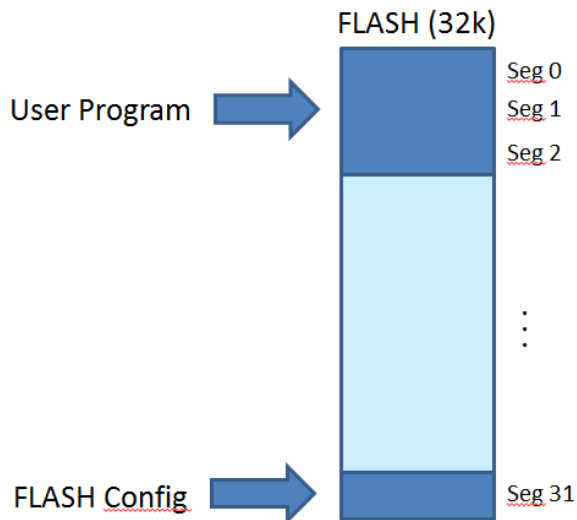 FLASH (32k)
Seg 0
User Program
Seg 1
Seg 2
⋮
FLASH Config
Seg 31